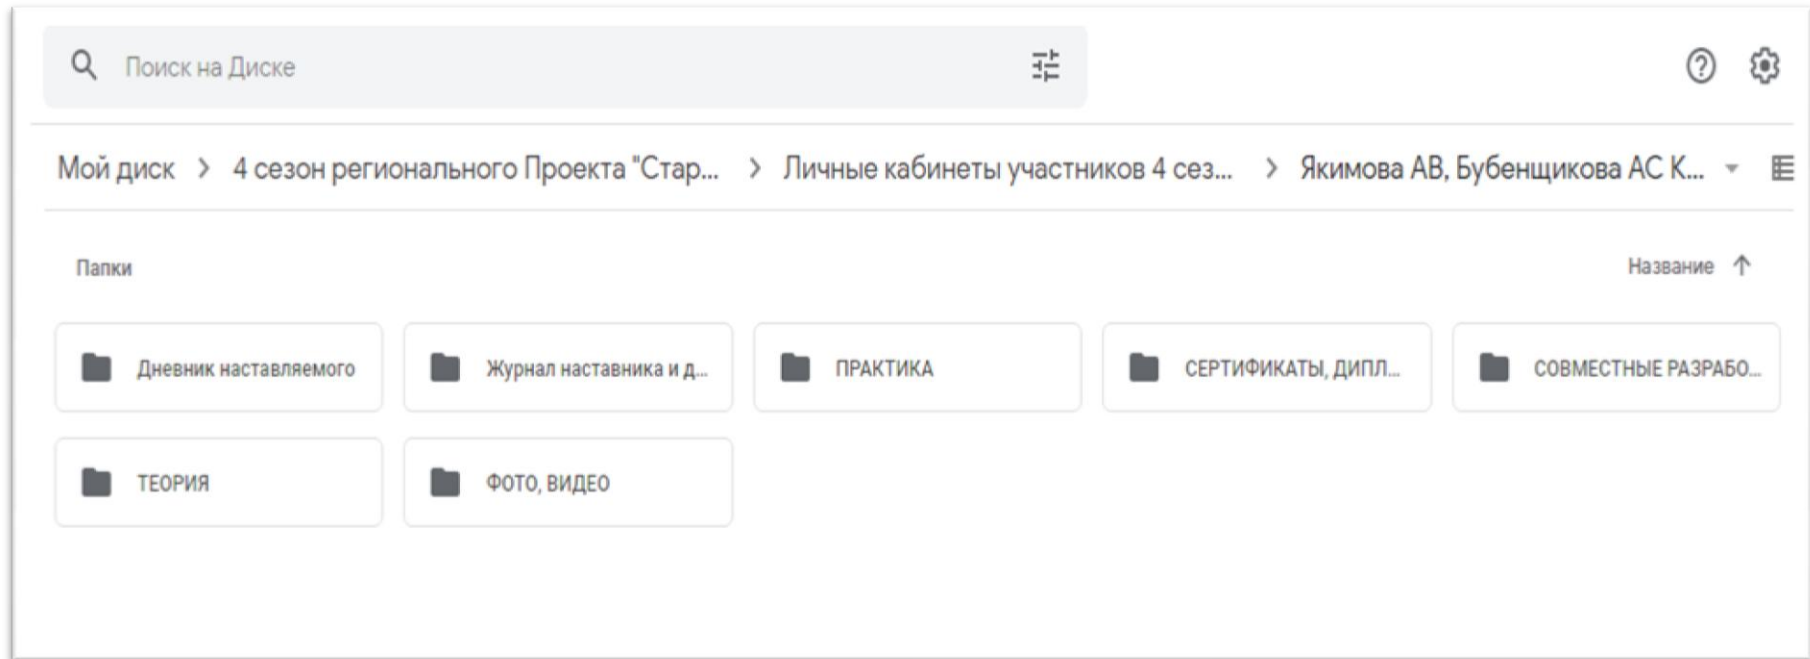 Поиск на Диске
Мой диск > 4 сезон регионального Проекта "Стар... > Личные кабинеты участников 4 сез... > Якимова АВ, Бубенщикова АС К...
Папки Название
Дневник наставляемого Журнал наставника и д... ПРАКТИКА СЕРТИФИКАТЫ, ДИПЛ... СОВМЕСТНЫЕ РАЗРАБО...
ТЕОРИЯ ФОТО, ВИДЕО